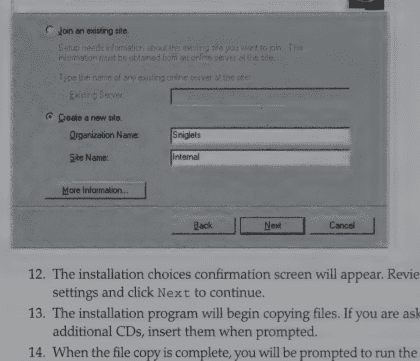 Join an existing site.
Setup needs information about the existing site you want to join. This
information must be obtained from an online server at the site.
Type the name of any existing online server at the site:
Existing Server:
Create a new site.
Organization Name: Sniglets
Site Name: Internal
More Information...
Back Next Cancel
12. The installation choices confirmation screen will appear. Revie
settings and click Next to continue.
13. The installation program will begin copying files. If you are ask
additional CDs, insert them when prompted.
14. When the file copy is complete, you will be prompted to run the